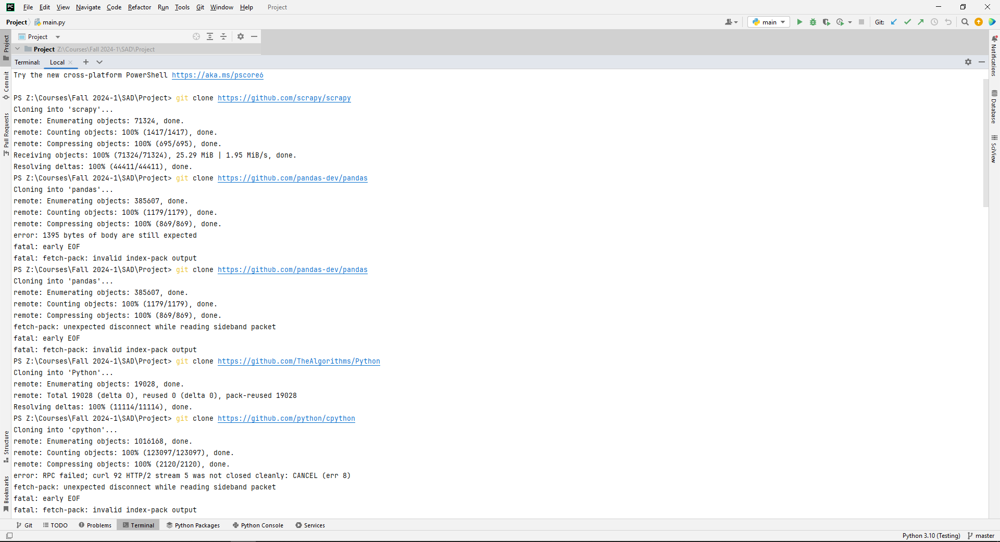 PC File Edit View Navigate Code Refactor Run Tools Git Window Help Project
Project main.py main Git:
Project
Project Z:\Courses\Fall 2024-1\SAD\Project
Terminal: Local
Try the new cross-platform PowerShell https://aka.ms/pscore6
PS Z:\Courses\Fall 2024-1\SAD\Project> git clone https://github.com/scrapy/scrapy
Cloning into 'scrapy'...
remote: Enumerating objects: 71324, done.
remote: Counting objects: 100% (1417/1417), done.
remote: Compressing objects: 100% (695/695), done.
Receiving objects: 100% (71324/71324), 25.29 MiB | 1.95 MiB/s, done.
Resolving deltas: 100% (44411/44411), done.
PS Z:\Courses\Fall 2024-1\SAD\Project> git clone https://github.com/pandas-dev/pandas
Cloning into 'pandas'...
remote: Enumerating objects: 385607, done.
remote: Counting objects: 100% (1179/1179), done.
remote: Compressing objects: 100% (869/869), done.
error: 1395 bytes of body are still expected
fatal: early EOF
fatal: fetch-pack: invalid index-pack output
PS Z:\Courses\Fall 2024-1\SAD\Project> git clone https://github.com/pandas-dev/pandas
Cloning into 'pandas'...
remote: Enumerating objects: 385607, done.
remote: Counting objects: 100% (1179/1179), done.
remote: Compressing objects: 100% (869/869), done.
fetch-pack: unexpected disconnect while reading sideband packet
fatal: early EOF
fatal: fetch-pack: invalid index-pack output
PS Z:\Courses\Fall 2024-1\SAD\Project> git clone https://github.com/TheAlgorithms/Python
Cloning into 'Python'...
remote: Enumerating objects: 19028, done.
remote: Total 19028 (delta 0), reused 0 (delta 0), pack-reused 19028
Resolving deltas: 100% (11114/11114), done.
PS Z:\Courses\Fall 2024-1\SAD\Project> git clone https://github.com/python/cpython
Cloning into 'cpython'...
remote: Enumerating objects: 1016168, done.
remote: Counting objects: 100% (123097/123097), done.
remote: Compressing objects: 100% (2120/2120), done.
error: RPC failed; curl 92 HTTP/2 stream 5 was not closed cleanly: CANCEL (err 8)
fetch-pack: unexpected disconnect while reading sideband packet
fatal: early EOF
fatal: fetch-pack: invalid index-pack output
Project
Commit
Pull Requests
Structure
Bookmarks
Notifications
Database
SciView
Git TODO Problems Terminal Python Packages Python Console Services
Python 3.10 (Testing) master